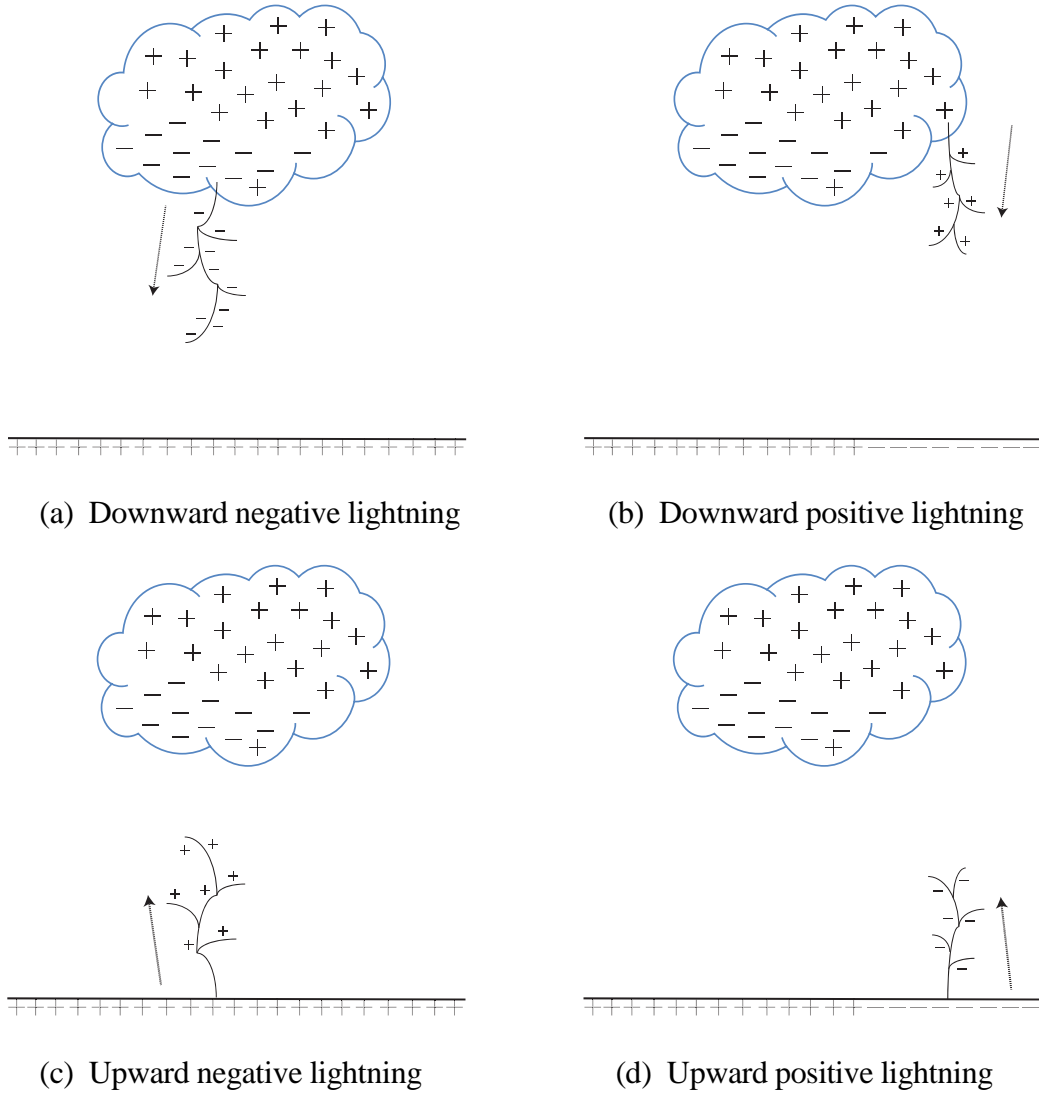 (a) Downward negative lightning
(b) Downward positive lightning
(c) Upward negative lightning
(d) Upward positive lightning